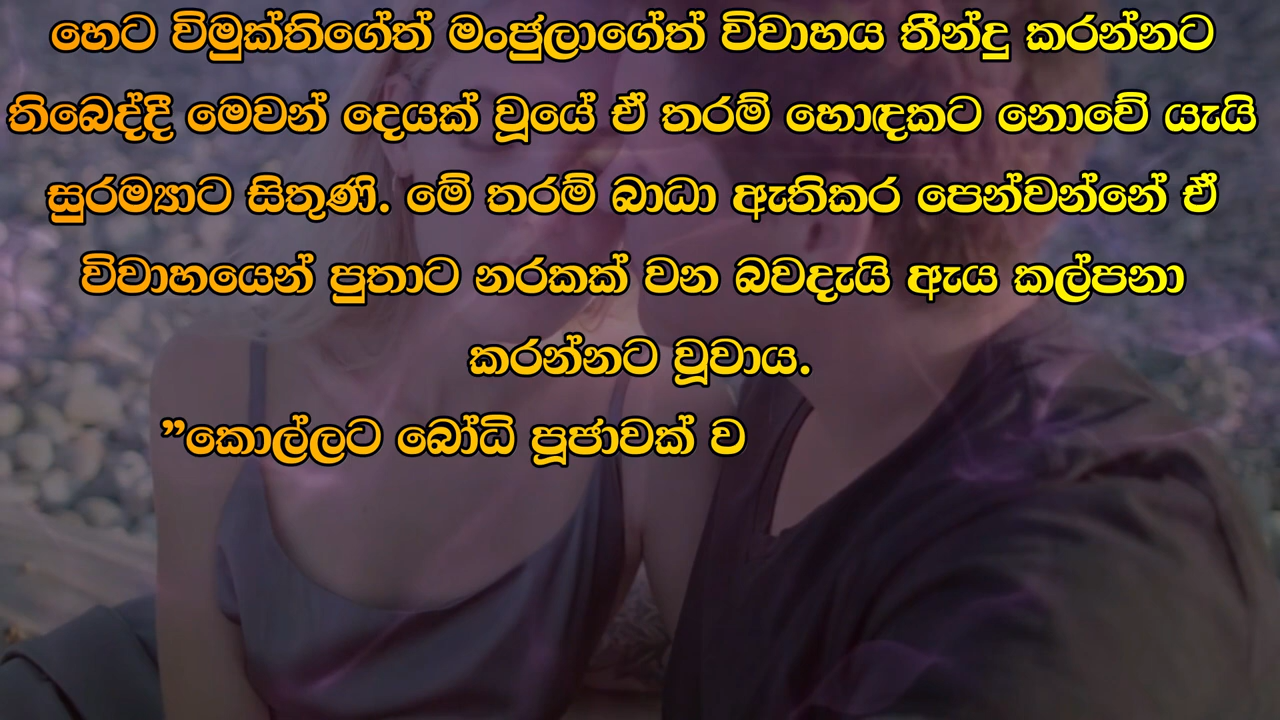 හෙට විමුක්තිගේත් මංජුලාගේත් විවාහය තීන්දු කරන්නට
තිබෙද්දී මෙවන් දෙයක් වූයේ ඒ තරම් හොඳකට නොවේ යැයි
සුරම්‍යාට සිතුණි. මේ තරම් බාධා ඇතිකර පෙන්වන්නේ ඒ
විවාහයෙන් පුතාට නරකක් වන බවදැයි ඇය කල්පනා
කරන්නට වූවාය.
”කොල්ලට බෝධි පූජාවක් ව